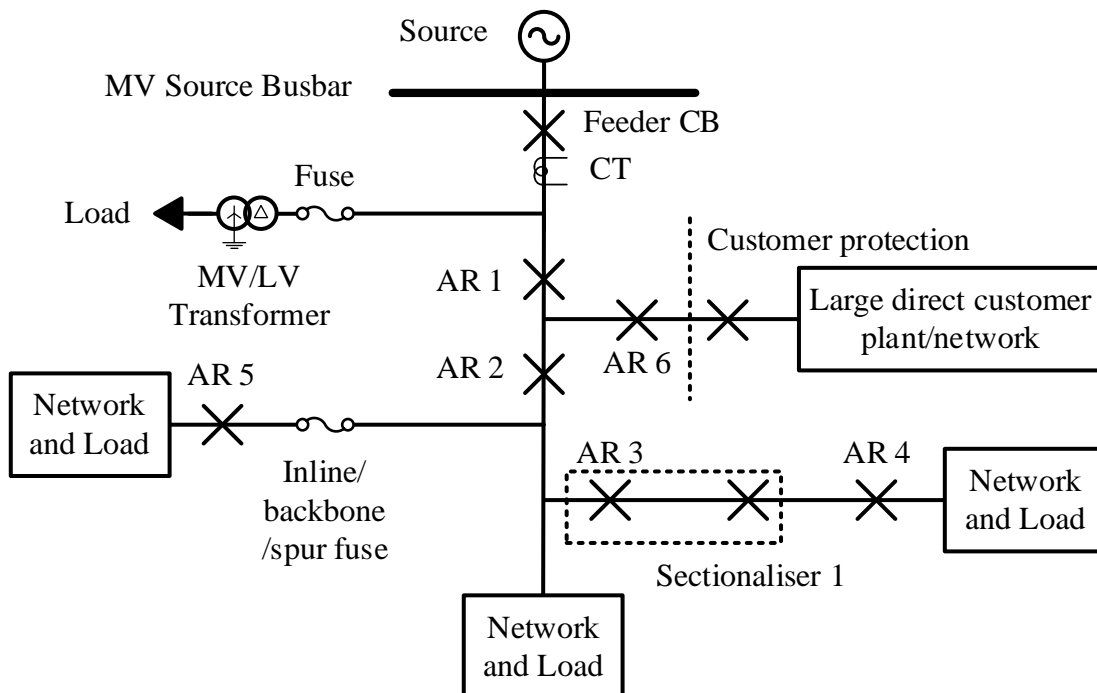 Source
MV Source Busbar
Feeder CB
CT
Fuse
Load
MV/LV
Transformer
Customer protection
AR 1
Large direct customer
plant/network
AR 6
AR 2
AR 5
Network
and Load
Inline/
backbone
/spur fuse
AR 3
AR 4
Network
and Load
Sectionaliser 1
Network
and Load